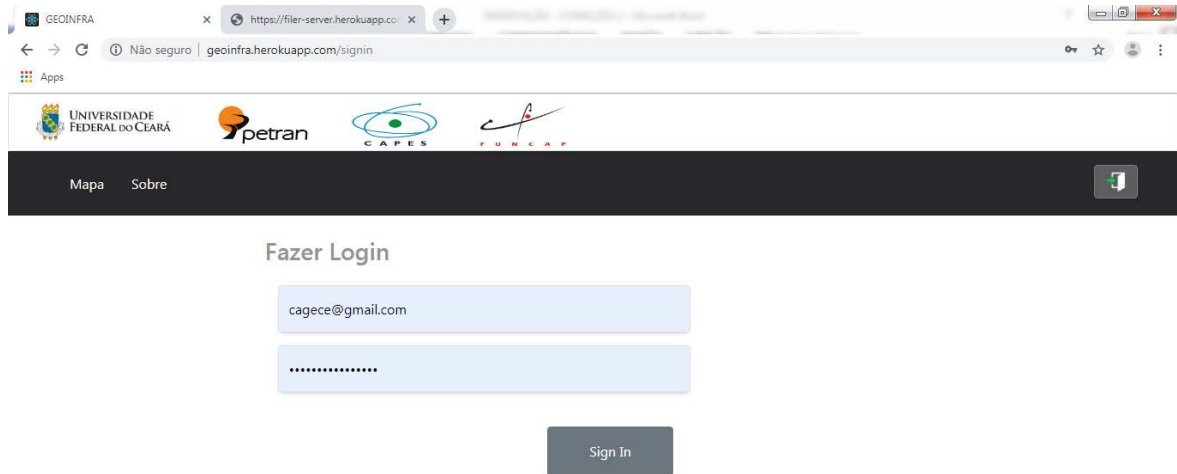 GEOINFRA
https://filer-server.herokuapp.co
Não seguro | geoinfra.herokuapp.com/signin
Apps
UNIVERSIDADE
FEDERAL DO CEARÁ
petran
CAPES
FUNCAP
Mapa Sobre
Fazer Login
cagece@gmail.com
••••••••••••••••
Sign In